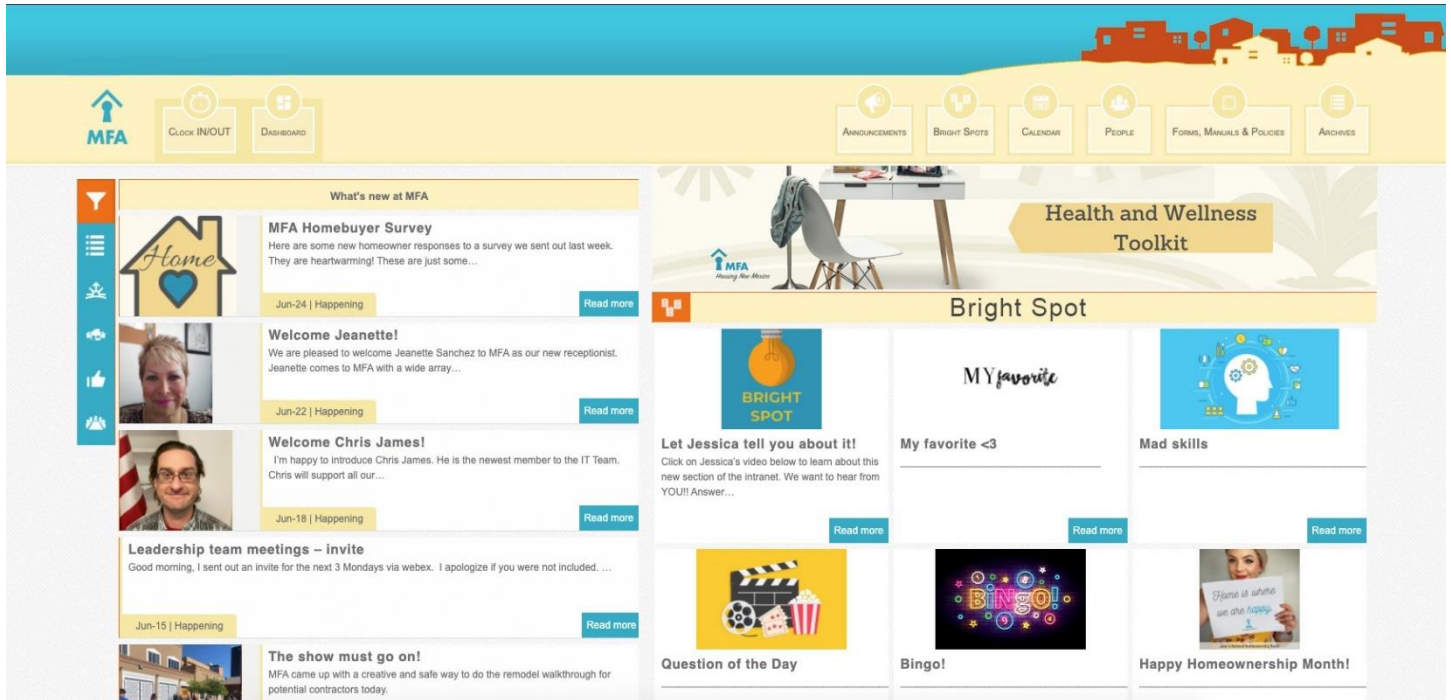 MFA
Clock IN/OUT
Dashboard
Announcements
Bright Spots
Calendar
People
Forms, Manuals & Policies
Archives
What's new at MFA
Home
MFA Homebuyer Survey
Here are some new homeowner responses to a survey we sent out last week.
They are heartwarming! These are just some…
Jun-24 | Happening
Read more
Welcome Jeanette!
We are pleased to welcome Jeanette Sanchez to MFA as our new receptionist.
Jeanette comes to MFA with a wide array…
Jun-22 | Happening
Read more
Welcome Chris James!
I'm happy to introduce Chris James. He is the newest member to the IT Team.
Chris will support all our…
Jun-18 | Happening
Read more
Leadership team meetings – invite
Good morning, I sent out an invite for the next 3 Mondays via webex. I apologize if you were not included. …
Jun-15 | Happening
Read more
The show must go on!
MFA came up with a creative and safe way to do the remodel walkthrough for
potential contractors today.
MFA
Housing New Mexico
Health and Wellness
Toolkit
Bright Spot
BRIGHT
SPOT
Let Jessica tell you about it!
Click on Jessica's video below to learn about this
new section of the intranet. We want to hear from
YOU!! Answer…
Read more
MY favorite
My favorite <3
Read more
Mad skills
Read more
Question of the Day
BINGO!
Bingo!
Home is where
we are happy.
Happy Homeownership Month!